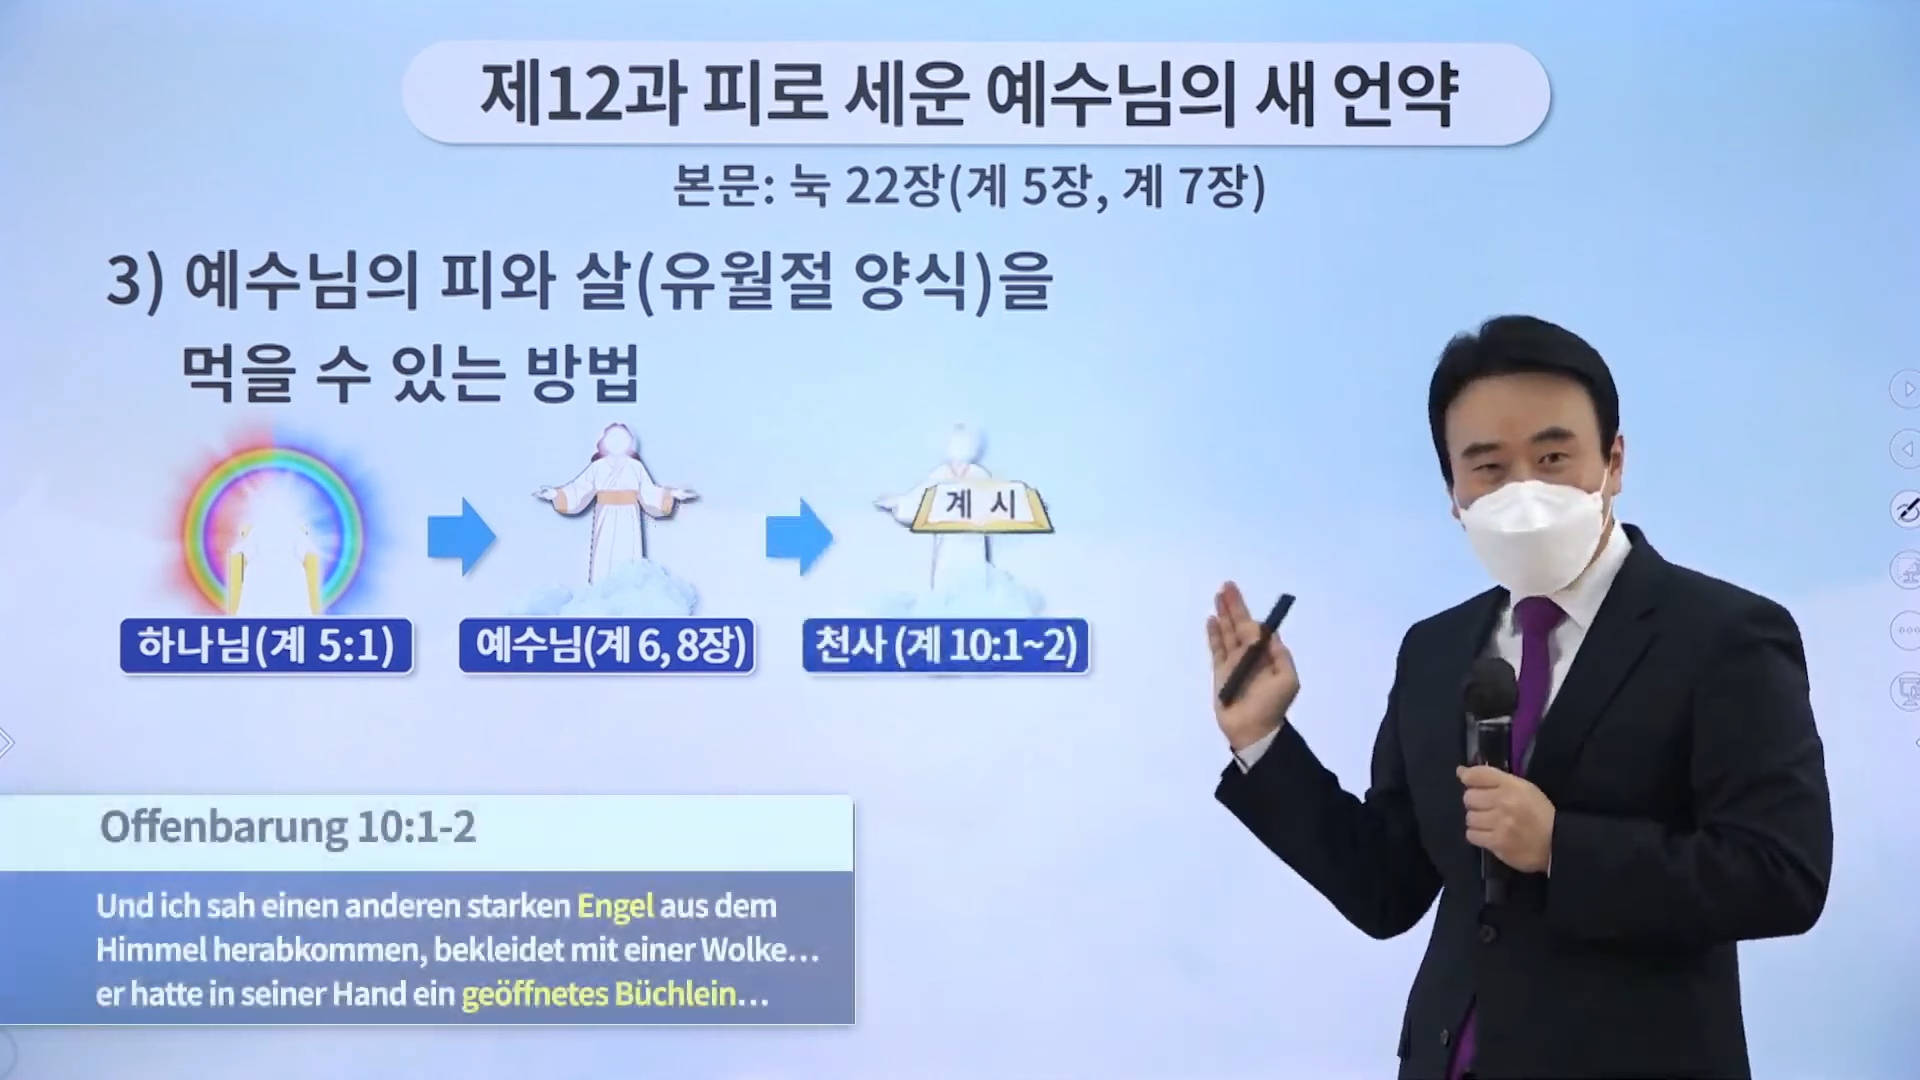 제12과 피로 세운 예수님의 새 언약
본문: 눅 22장(계 5장, 계 7장)
3) 예수님의 피와 살(유월절 양식)을
먹을 수 있는 방법
계 시
하나님(계 5:1)
예수님(계 6, 8장)
천사 (계 10:1~2)
Offenbarung 10:1-2
Und ich sah einen anderen starken Engel aus dem
Himmel herabkommen, bekleidet mit einer Wolke...
er hatte in seiner Hand ein geöffnetes Büchlein...